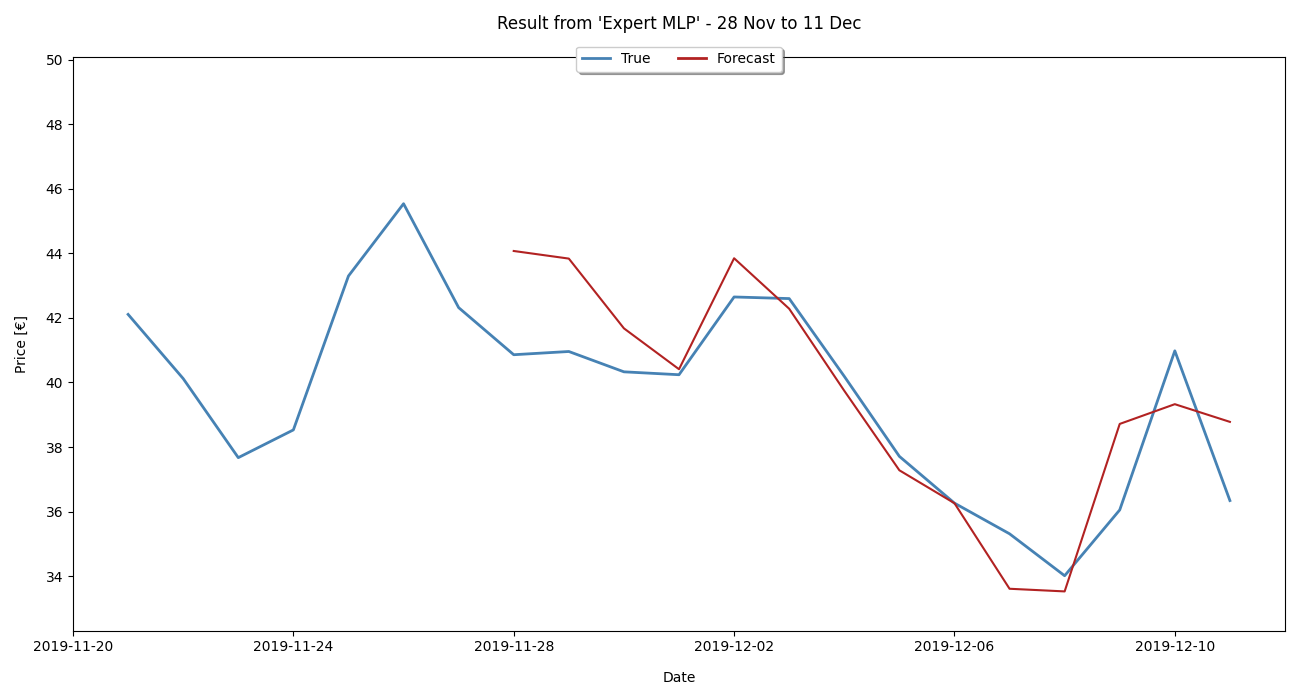 Result from 'Expert MLP' - 28 Nov to 11 Dec
True Forecast
50
48
46
44
42
40
38
36
34
Price [€]
2019-11-20 2019-11-24 2019-11-28 2019-12-02 2019-12-06 2019-12-10
Date